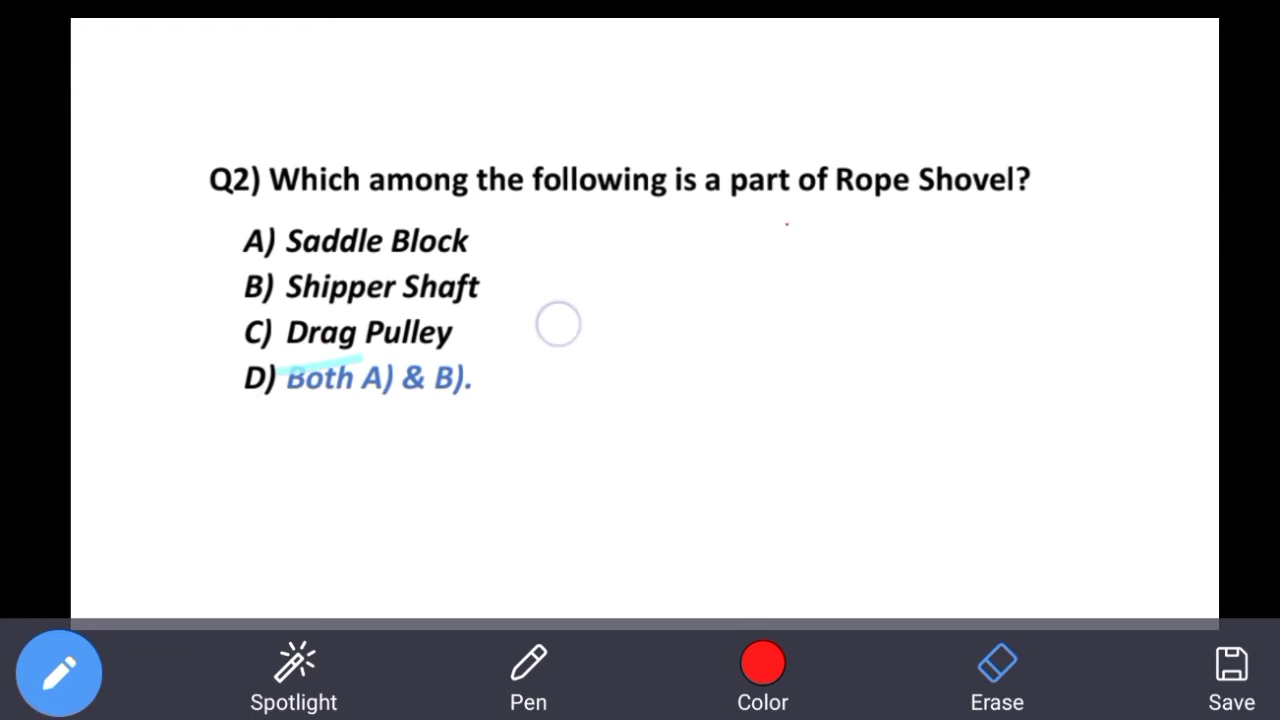 Q2) Which among the following is a part of Rope Shovel?
A) Saddle Block
B) Shipper Shaft
C) Drag Pulley
D) Both A) & B).
Spotlight
Pen
Color
Erase
Save